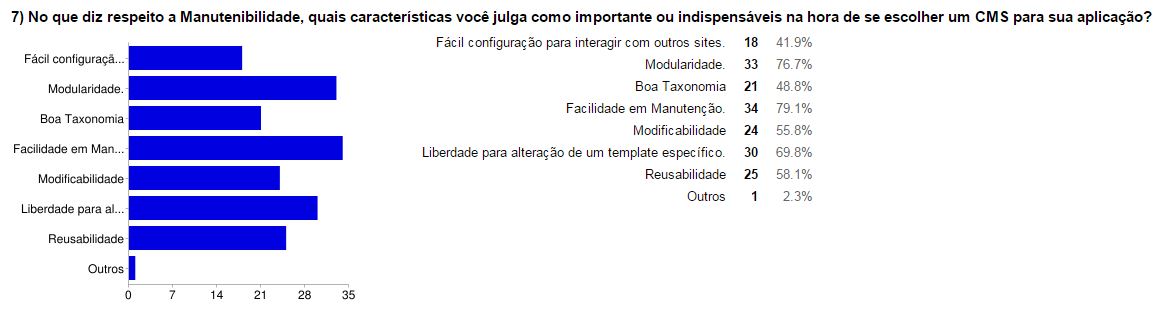 7) No que diz respeito a Manutenibilidade, quais características você julga como importante ou indispensáveis na hora de se escolher um CMS para sua aplicação?
Fácil configuraçã...
Modularidade.
Boa Taxonomia
Facilidade em Man...
Modificabilidade
Liberdade para al...
Reusabilidade
Outros
0 7 14 21 28 35
Fácil configuração para interagir com outros sites. 18 41.9%
Modularidade. 33 76.7%
Boa Taxonomia 21 48.8%
Facilidade em Manutenção. 34 79.1%
Modificabilidade 24 55.8%
Liberdade para alteração de um template específico. 30 69.8%
Reusabilidade 25 58.1%
Outros 1 2.3%